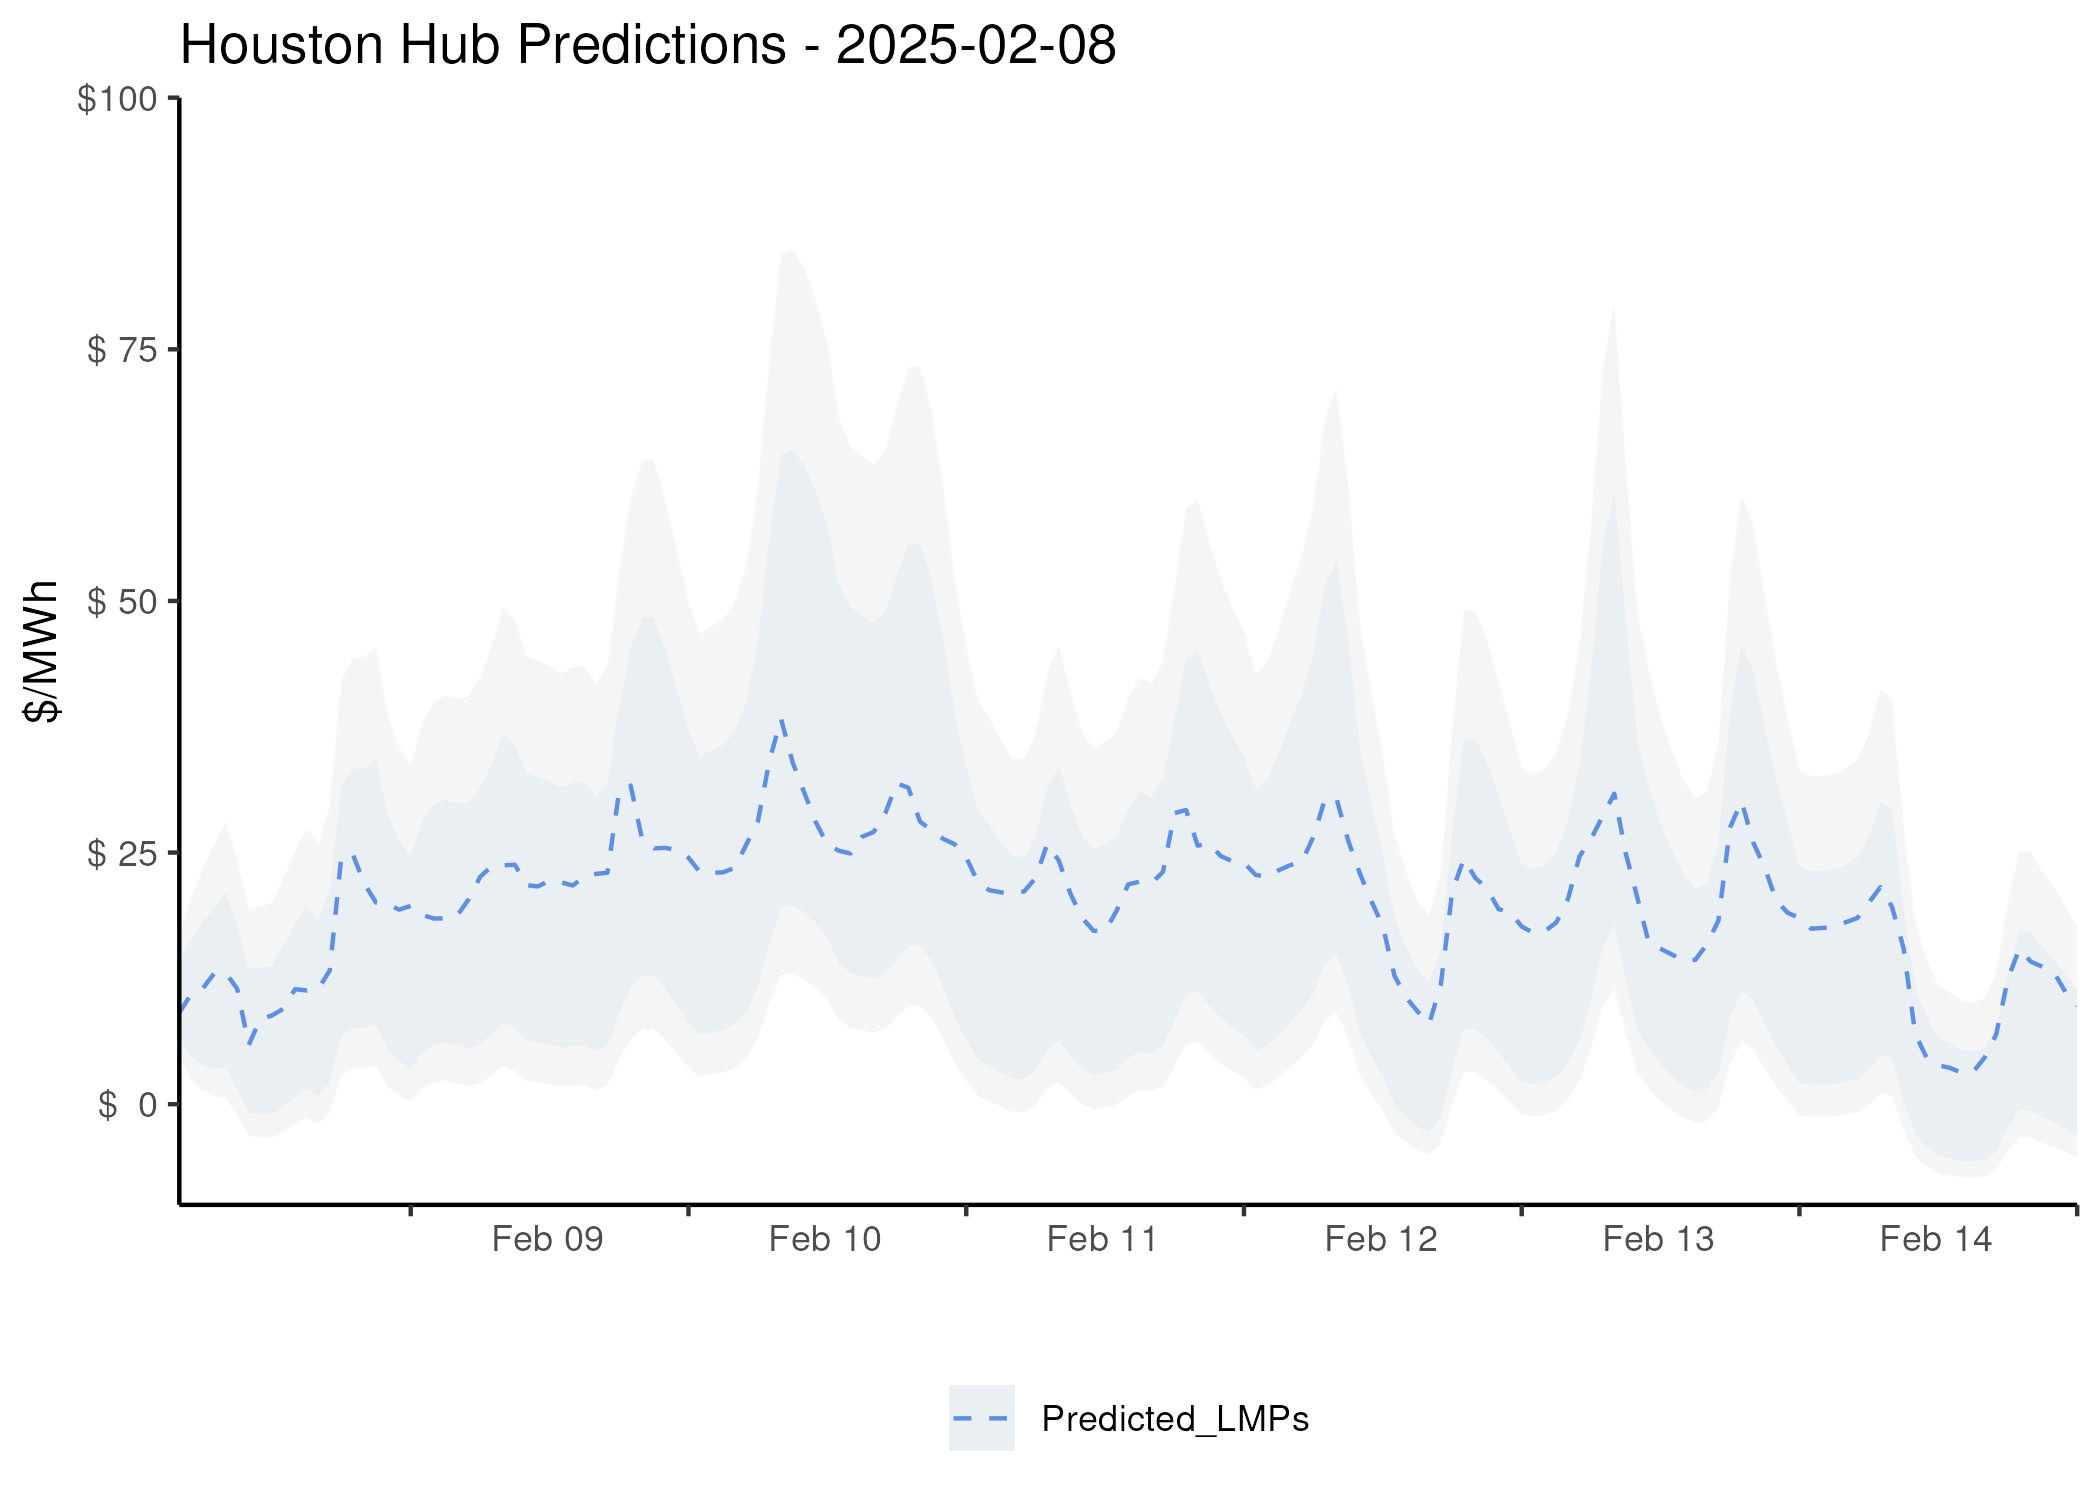 Houston Hub Predictions - 2025-02-08
$100
$ 75
$ 50
$ 25
$ 0
$/MWh
Feb 09 Feb 10 Feb 11 Feb 12 Feb 13 Feb 14
Predicted_LMPs